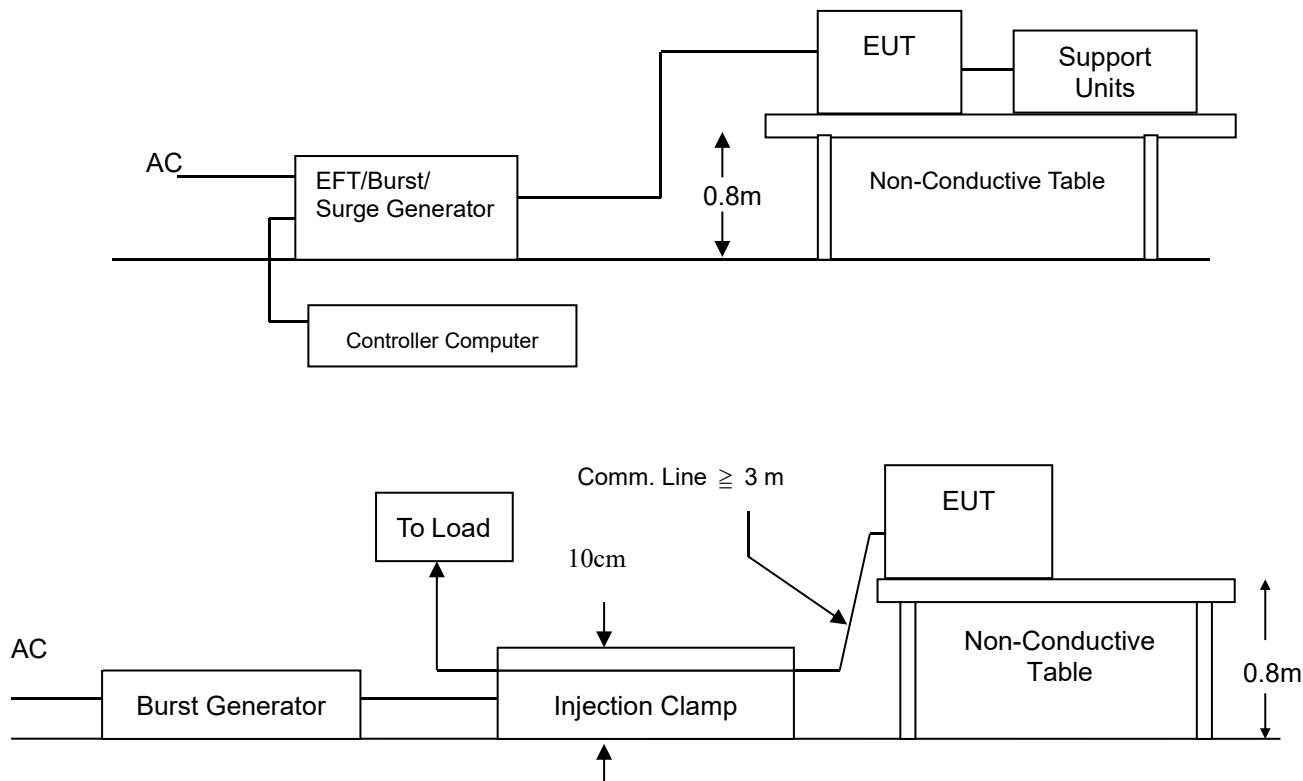 EUT
Support
Units
AC
EFT/Burst/
Surge Generator
0.8m
Non-Conductive Table
Controller Computer
Comm. Line ≧ 3 m
EUT
To Load
10cm
AC
Non-Conductive
Table
0.8m
Burst Generator
Injection Clamp